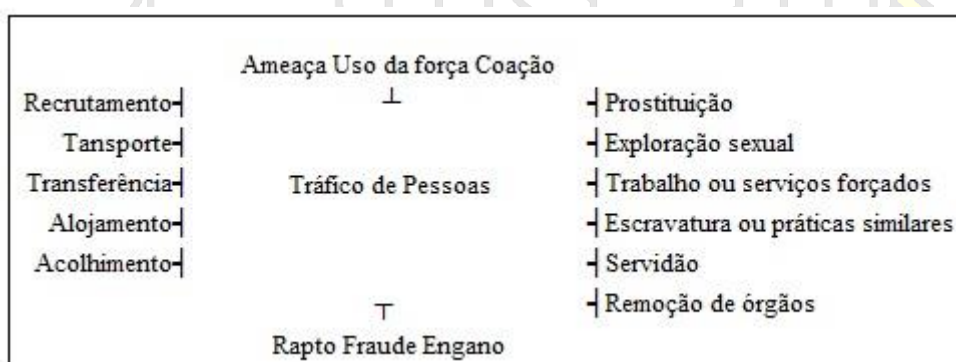 Ameaça Uso da força Coação
Recrutamento
Tansporte
Transferência
Alojamento
Acolhimento
Tráfico de Pessoas
Prostituição
Exploração sexual
Trabalho ou serviços forçados
Escravatura ou práticas similares
Servidão
Remoção de órgãos
Rapto Fraude Engano